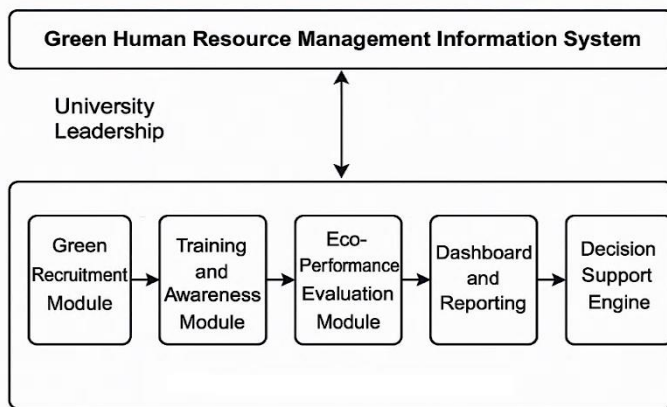 Green Human Resource Management Information System
University
Leadership
Green
Recruitment
Module
Training
and
Awareness
Module
Eco-
Performance
Evaluation
Module
Dashboard
and
Reporting
Decision
Support
Engine